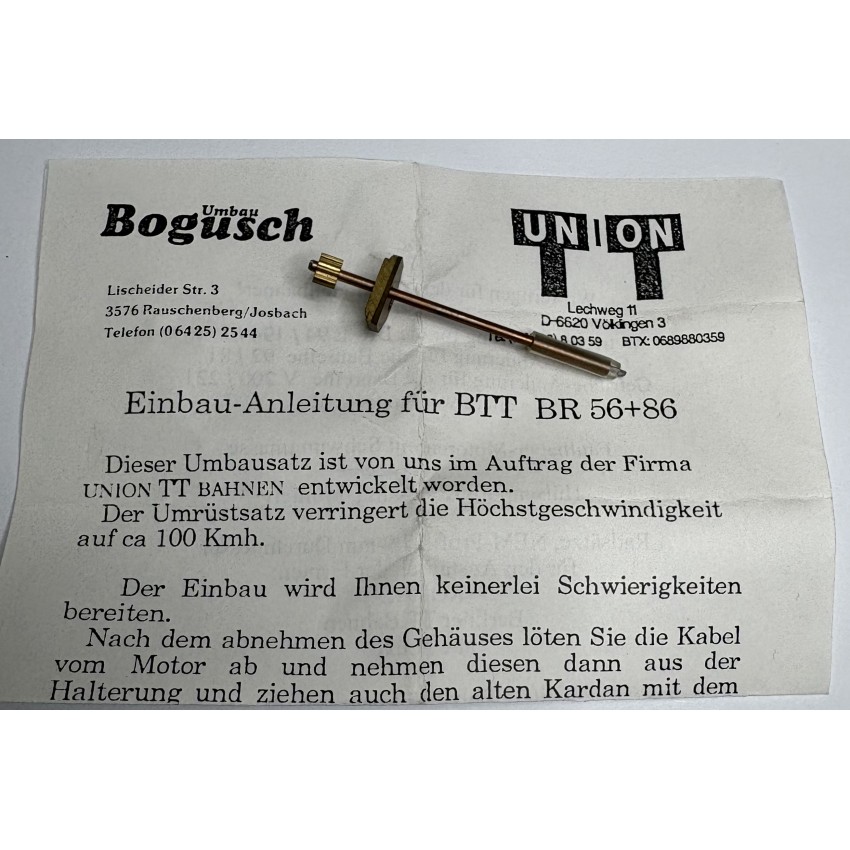 Umbau
Bogusch
Lischeider Str. 3
3576 Rauschenberg/Josbach
Telefon (06425) 2544
UNION
TT
Lechweg 11
D-6620 Völklingen 3
8 03 59 BTX: 0689880359
Einbau-Anleitung für BTT BR 56+86
Dieser Umbausatz ist von uns im Auftrag der Firma
UNION TT BAHNEN entwickelt worden.
Der Umrüstsatz verringert die Höchstgeschwindigkeit
auf ca 100 Kmh.
Der Einbau wird Ihnen keinerlei Schwierigkeiten
bereiten.
Nach dem abnehmen des Gehäuses löten Sie die Kabel
vom Motor ab und nehmen diesen dann aus der
Halterung und ziehen auch den alten Kardan mit dem